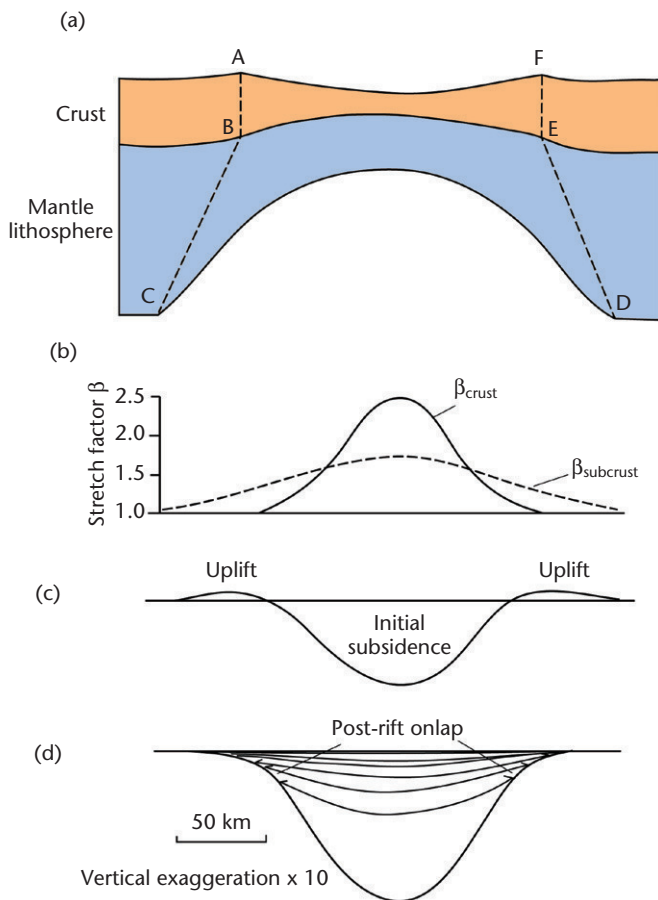 (a)
A
F
Crust
B
E
Mantle
lithosphere
C
D
(b)
Stretch factor β
2.5
2.0
1.5
1.0
βcrust
βsubcrust
Uplift
Uplift
(c)
Initial
subsidence
(d)
Post-rift onlap
50 km
Vertical exaggeration x 10